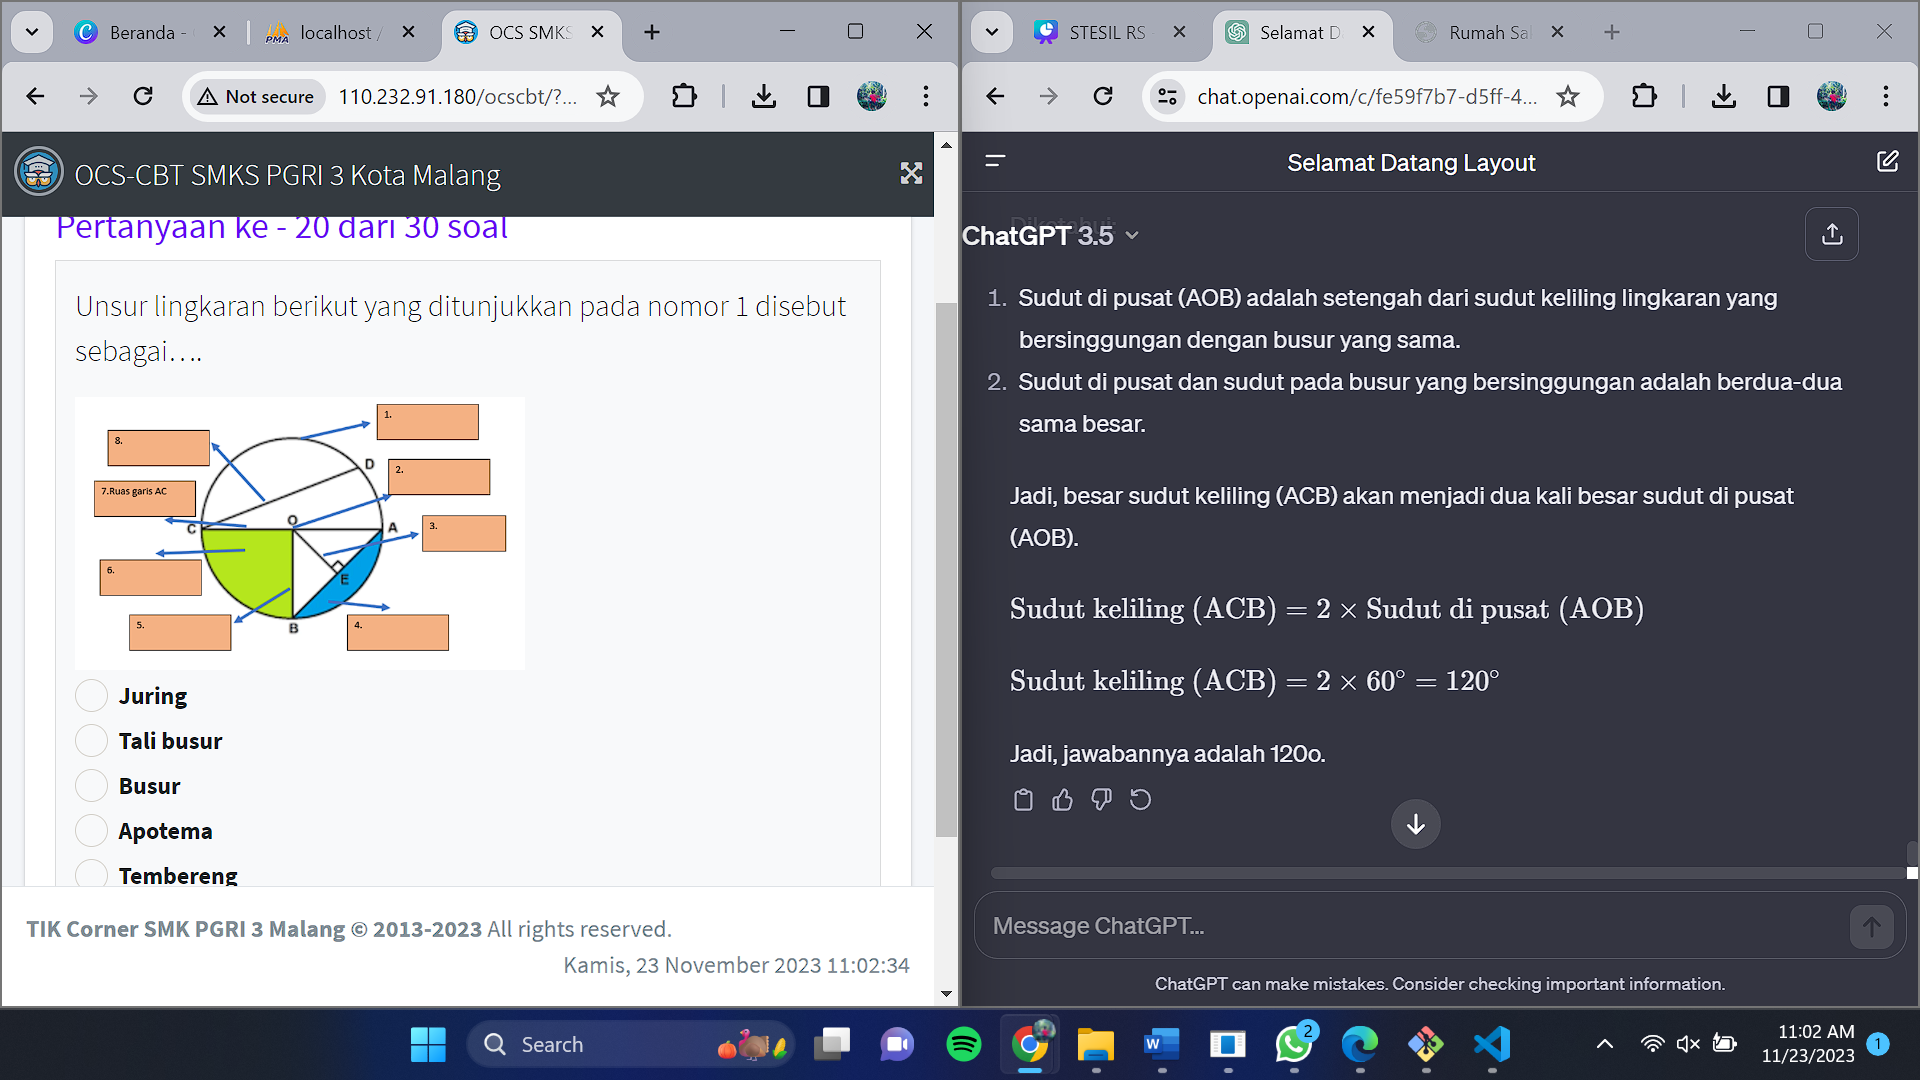 Beranda -
localhost /
OCS SMKS
Not secure
110.232.91.180/ocscbt/?...
OCS-CBT SMKS PGRI 3 Kota Malang
Pertanyaan ke - 20 dari 30 soal
Unsur lingkaran berikut yang ditunjukkan pada nomor 1 disebut
sebagai….
1.
8.
D
2.
7.Ruas garis AC
O
C
A
3.
6.
E
5.
B
4.
Juring
Tali busur
Busur
Apotema
Tembereng
TIK Corner SMK PGRI 3 Malang © 2013-2023 All rights reserved.
Kamis, 23 November 2023 11:02:34
STESIL RS
Selamat D
Rumah Sa
chat.openai.com/c/fe59f7b7-d5ff-4...
Selamat Datang Layout
Diketahui:
ChatGPT 3.5
1. Sudut di pusat (AOB) adalah setengah dari sudut keliling lingkaran yang
bersinggungan dengan busur yang sama.
2. Sudut di pusat dan sudut pada busur yang bersinggungan adalah berdua-dua
sama besar.
Jadi, besar sudut keliling (ACB) akan menjadi dua kali besar sudut di pusat
(AOB).
Sudut keliling (ACB) = 2 × Sudut di pusat (AOB)
Sudut keliling (ACB) = 2 × 60° = 120°
Jadi, jawabannya adalah 120o.
Message ChatGPT...
ChatGPT can make mistakes. Consider checking important information.
Search
2
11:02 AM
11/23/2023
1